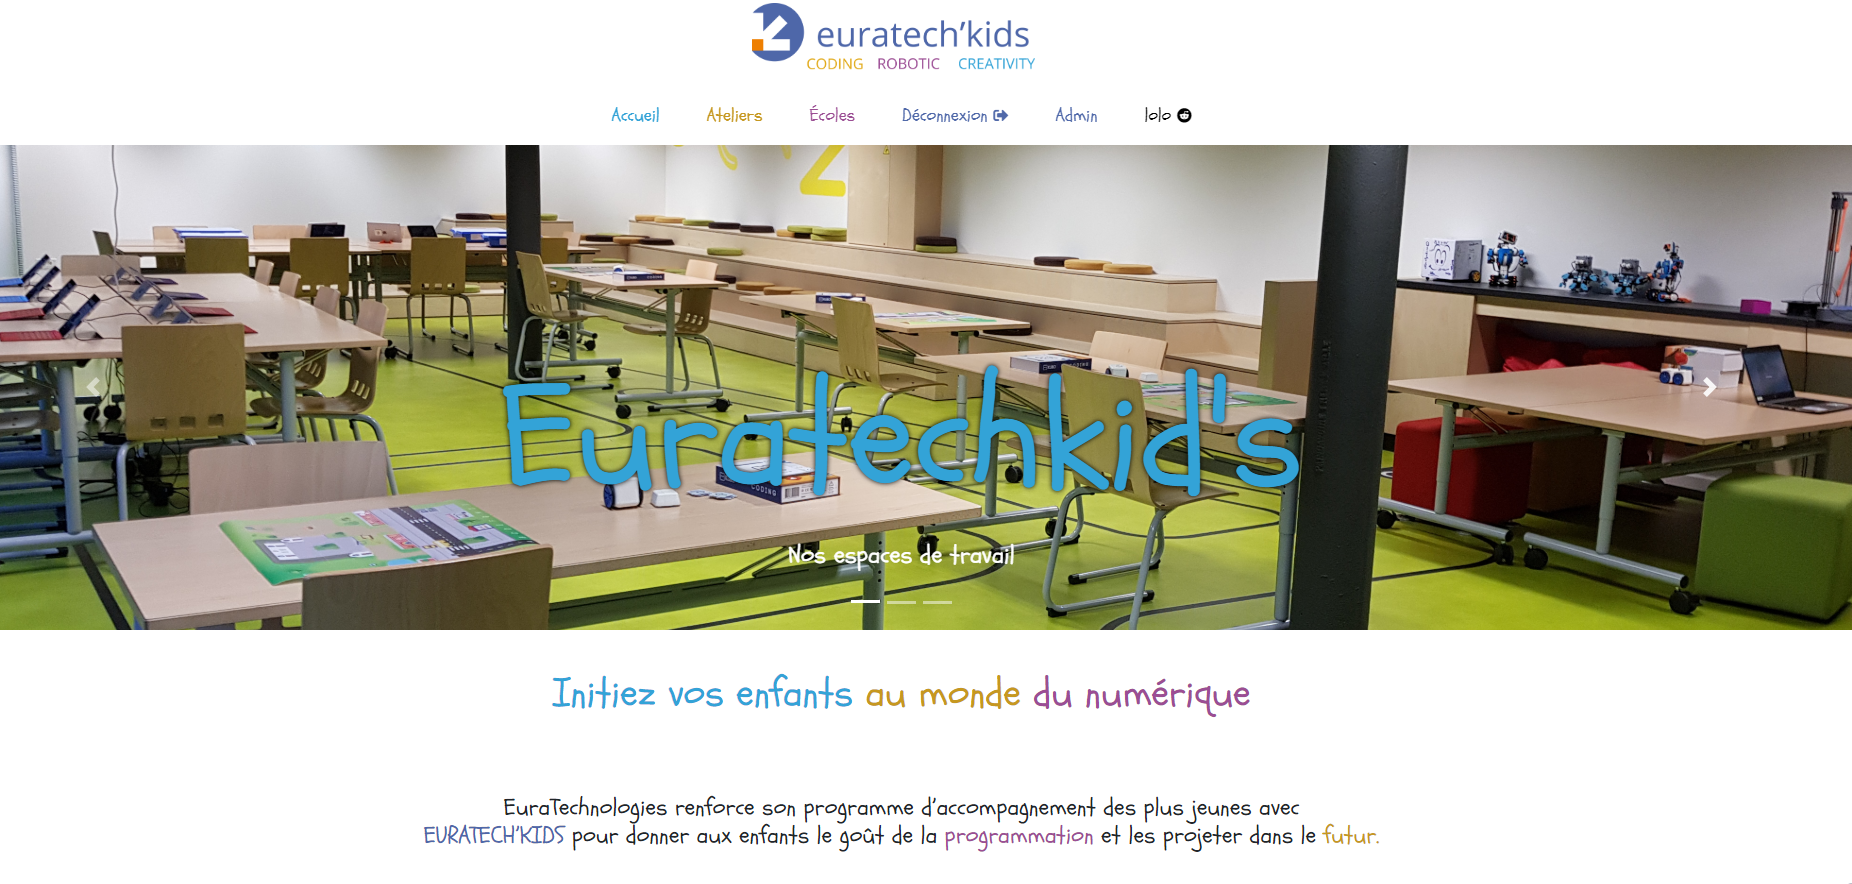 euratech'kids
CODING ROBOTIC CREATIVITY
Accueil Ateliers Écoles Déconnexion Admin lolo
2
Euratechkid's
CODING
Nos espaces de travail
Initiez vos enfants au monde du numérique
EuraTechnologies renforce son programme d'accompagnement des plus jeunes avec
EURATECH'KIDS pour donner aux enfants le goût de la programmation et les projeter dans le futur.